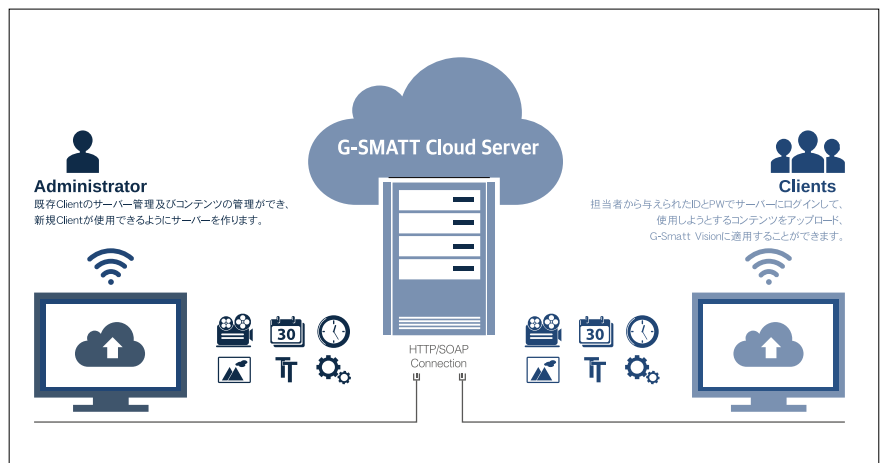 G-SMATT Cloud Server
Administrator
既存Clientのサーバー管理及びコンテンツの管理ができ、
新規Clientが使用できるようにサーバーを作ります。
Clients
担当者から与えられたIDとPWでサーバーにログインして、
使用しようとするコンテンツをアップロード、
G-Smatt Visionに適用することができます。
30
TT
HTTP/SOAP
Connection
30
TT